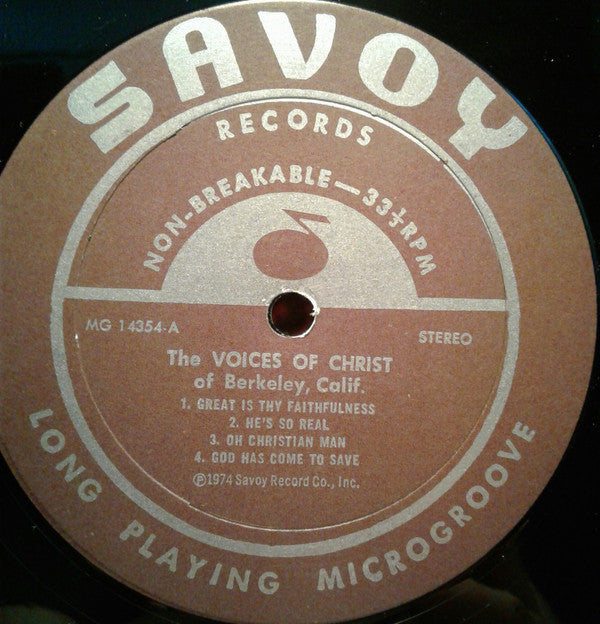 SAVOY
RECORDS
NON-BREAKABLE—33⅓RPM
MG 14354-A
STEREO
The VOICES OF CHRIST
of Berkeley, Calif.
1. GREAT IS THY FAITHFULNESS
2. HE'S SO REAL
3. OH CHRISTIAN MAN
4. GOD HAS COME TO SAVE
Ⓟ1974 Savoy Record Co., Inc.
LONG PLAYING MICROGROOVE